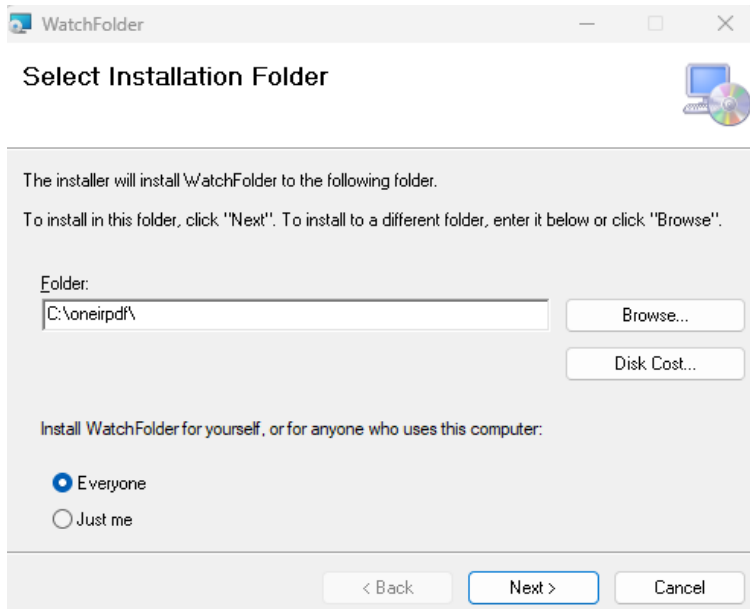 WatchFolder
Select Installation Folder
The installer will install WatchFolder to the following folder.
To install in this folder, click "Next". To install to a different folder, enter it below or click "Browse".
Folder:
C:\oneirpdf\
Browse...
Disk Cost...
Install WatchFolder for yourself, or for anyone who uses this computer:
Everyone
Just me
< Back
Next >
Cancel